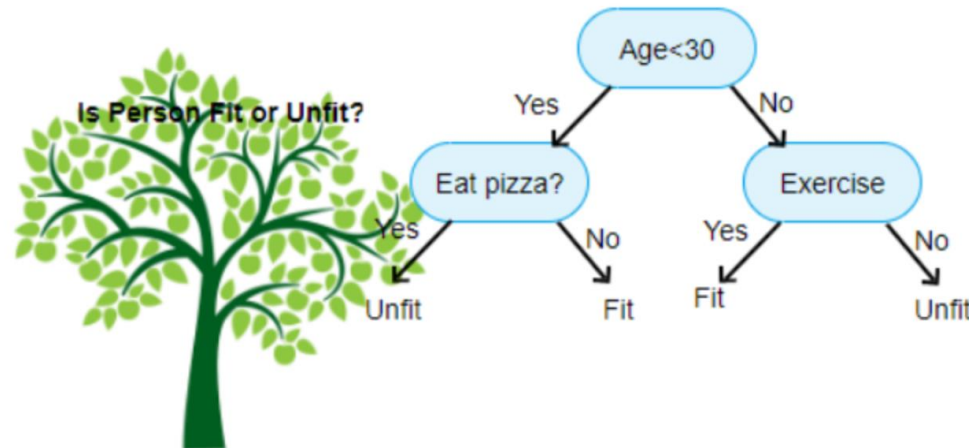 Is Person Fit or Unfit?
Age<30
Yes
No
Eat pizza?
Exercise
Yes
No
Yes
No
Unfit
Fit
Fit
Unfit